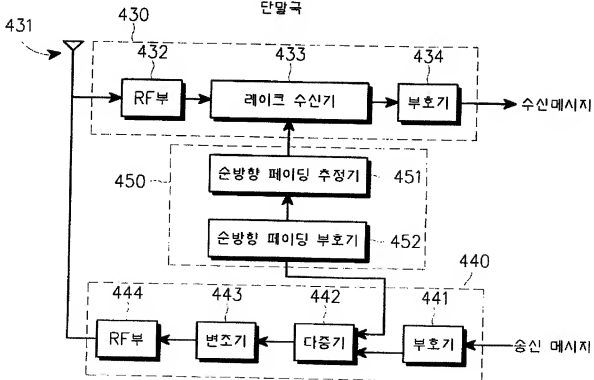 단말국
430
431
432
433
434
RF부
레이크 수신기
부호기
수신메시지
450
순방향 페이딩 추정기
451
순방향 페이딩 부호기
452
440
444
443
442
441
RF부
변조기
다중기
부호기
송신 메시지